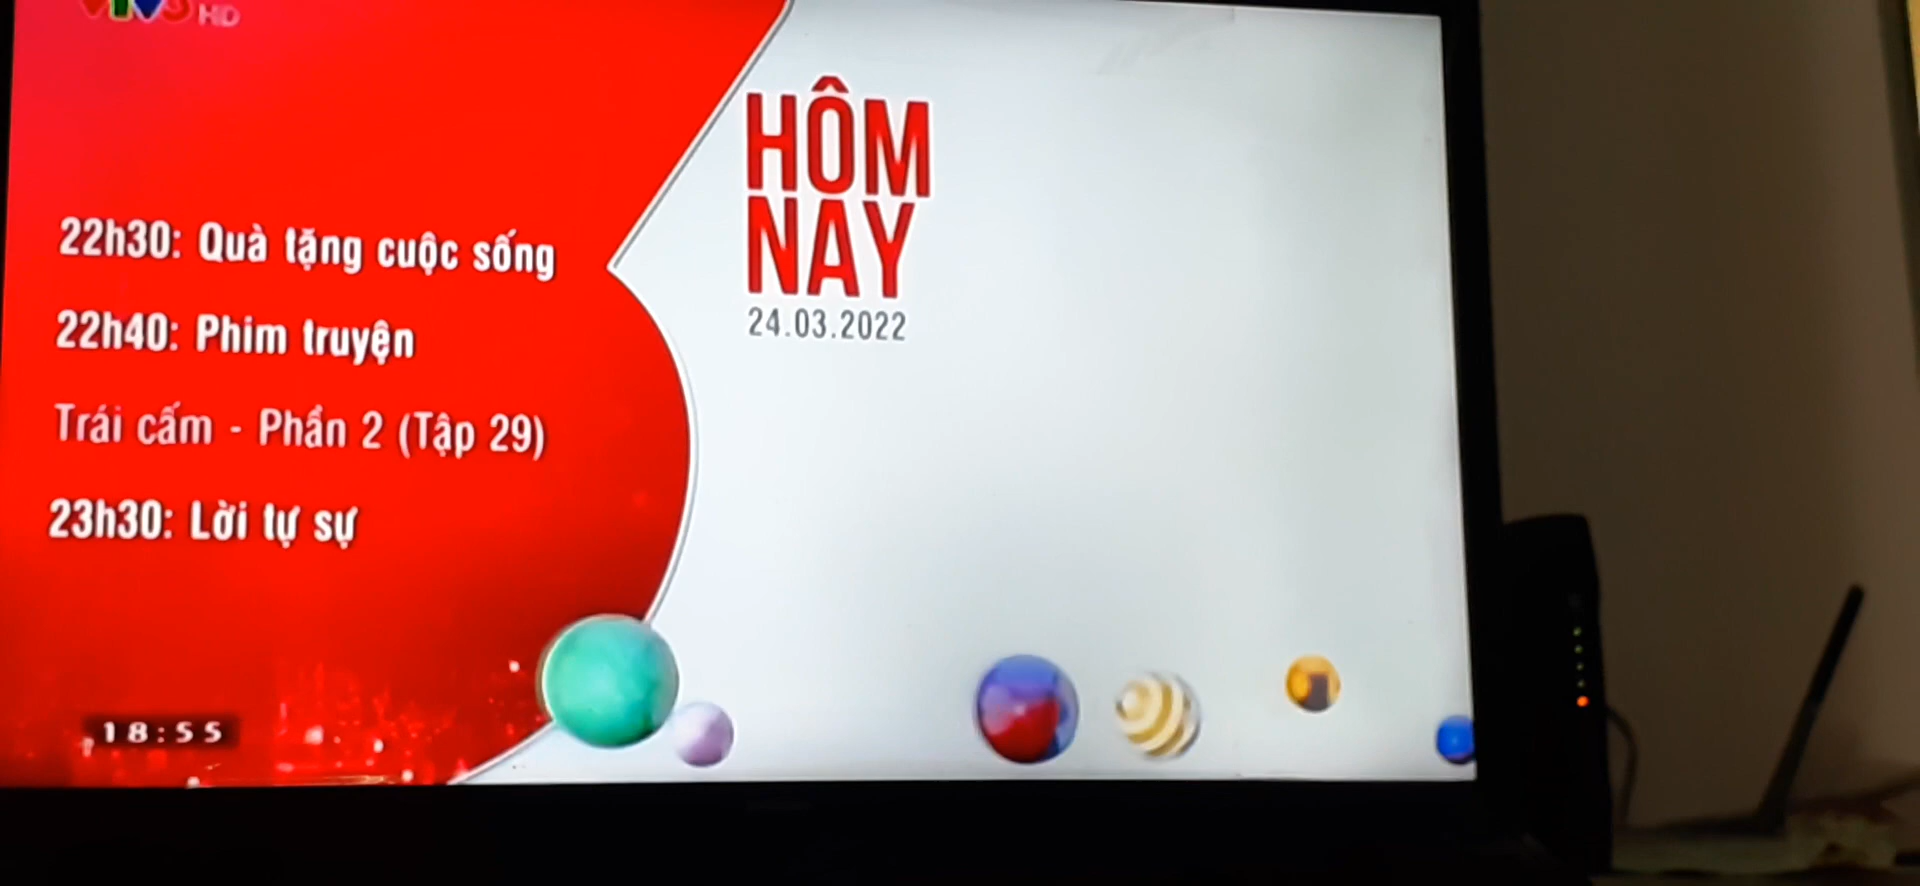 VTV3 HD
22h30: Quà tặng cuộc sống
22h40: Phim truyện
Trái cấm - Phần 2 (Tập 29)
23h30: Lời tự sự
18:55
HÔM
NAY
24.03.2022